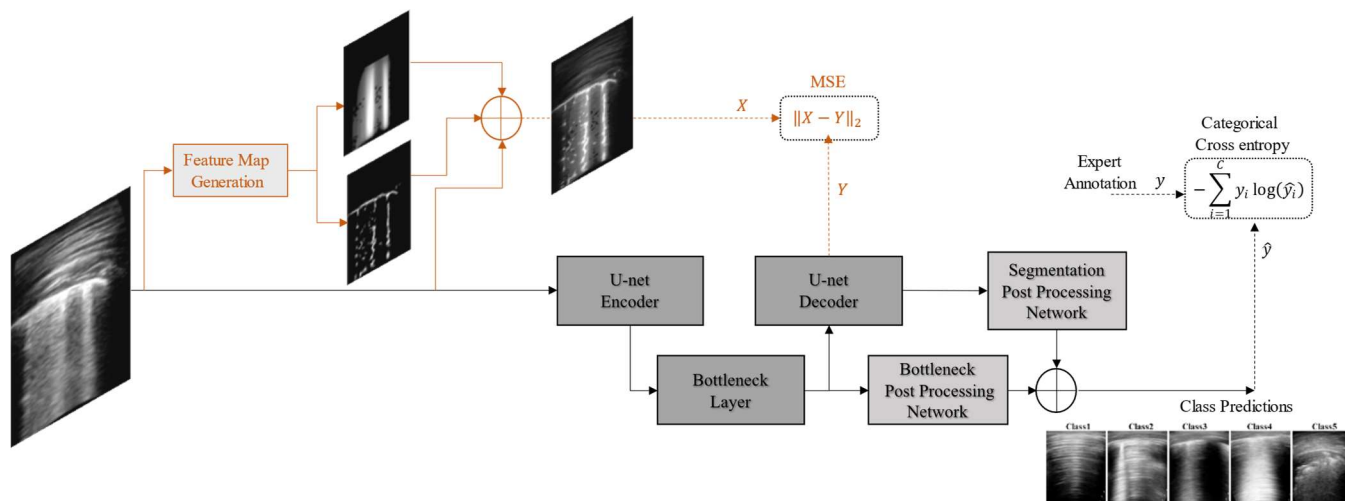 Feature Map
Generation
X
MSE
‖X − Y‖₂
Y
Categorical
Cross entropy
Expert
Annotation
y
− ∑ᵢ₌₁ᶜ yᵢ log(ŷᵢ)
ŷ
U-net
Encoder
U-net
Decoder
Segmentation
Post Processing
Network
Bottleneck
Layer
Bottleneck
Post Processing
Network
Class Predictions
Class1 Class2 Class3 Class4 Class5